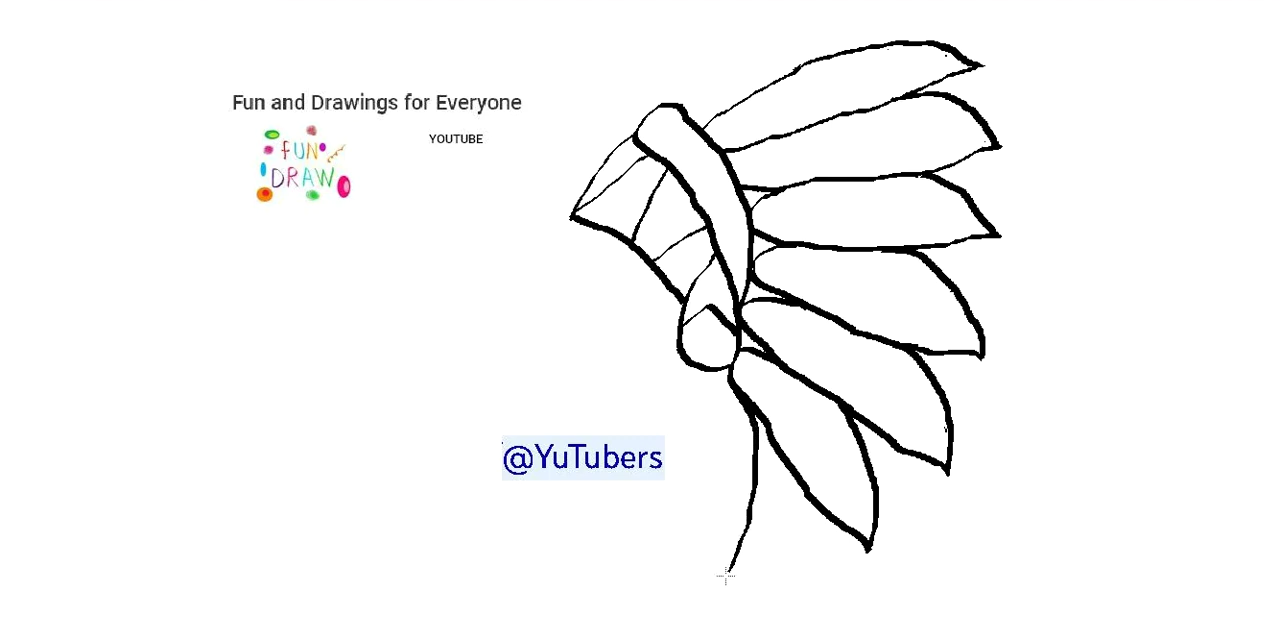 Fun and Drawings for Everyone
YOUTUBE
FUN
DRAW
@YuTubers